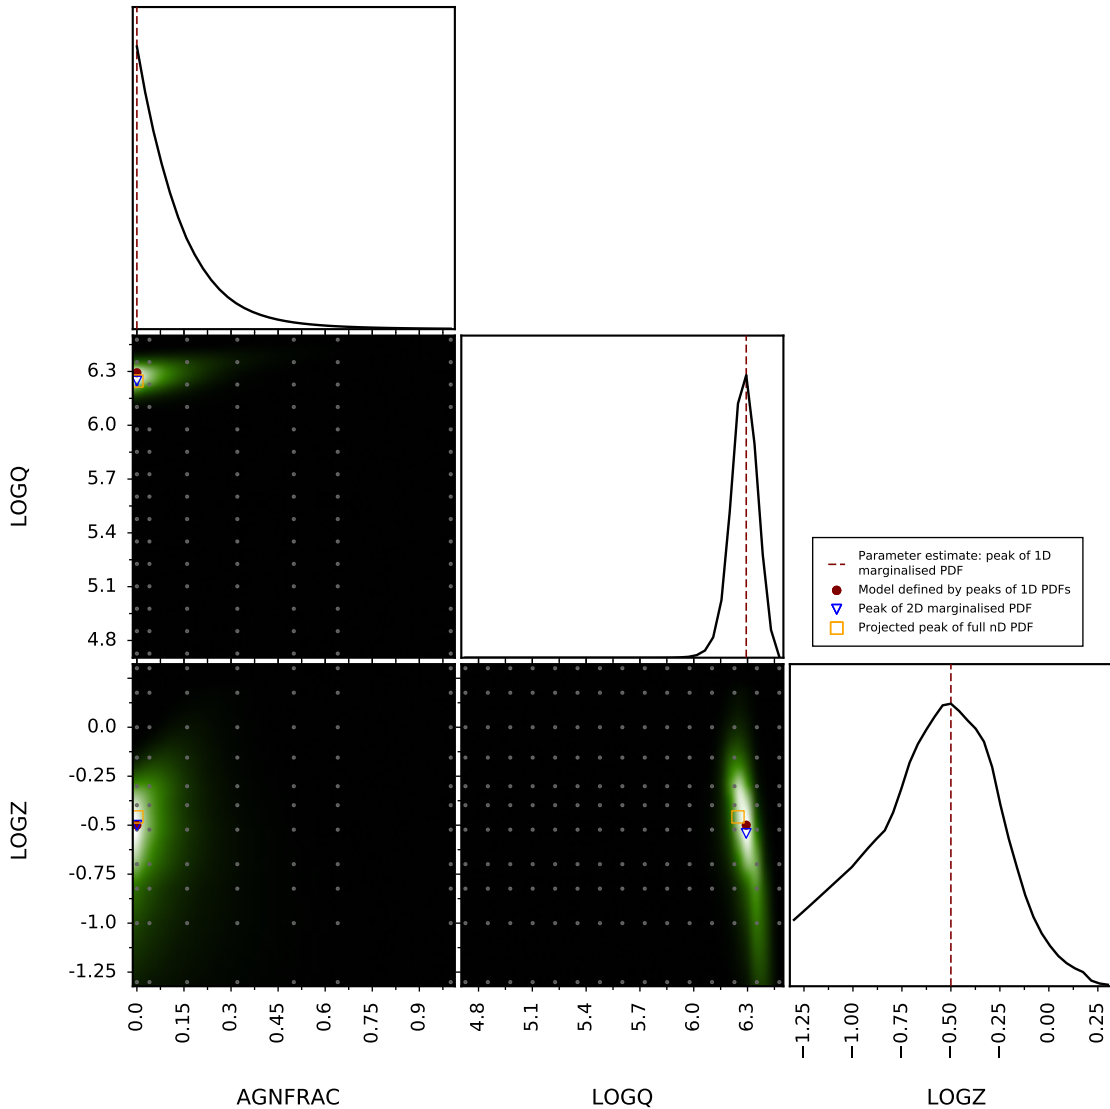 6.3
6.0
5.7
5.4
5.1
4.8
LOGQ
Parameter estimate: peak of 1D
marginalised PDF
Model defined by peaks of 1D PDFs
Peak of 2D marginalised PDF
Projected peak of full nD PDF
0.0
-0.25
-0.5
-0.75
-1.0
-1.25
LOGZ
0.0 0.15 0.3 0.45 0.6 0.75 0.9
4.8 5.1 5.4 5.7 6.0 6.3
−1.25 −1.00 −0.75 −0.50 −0.25 0.00 0.25
AGNFRAC LOGQ LOGZ